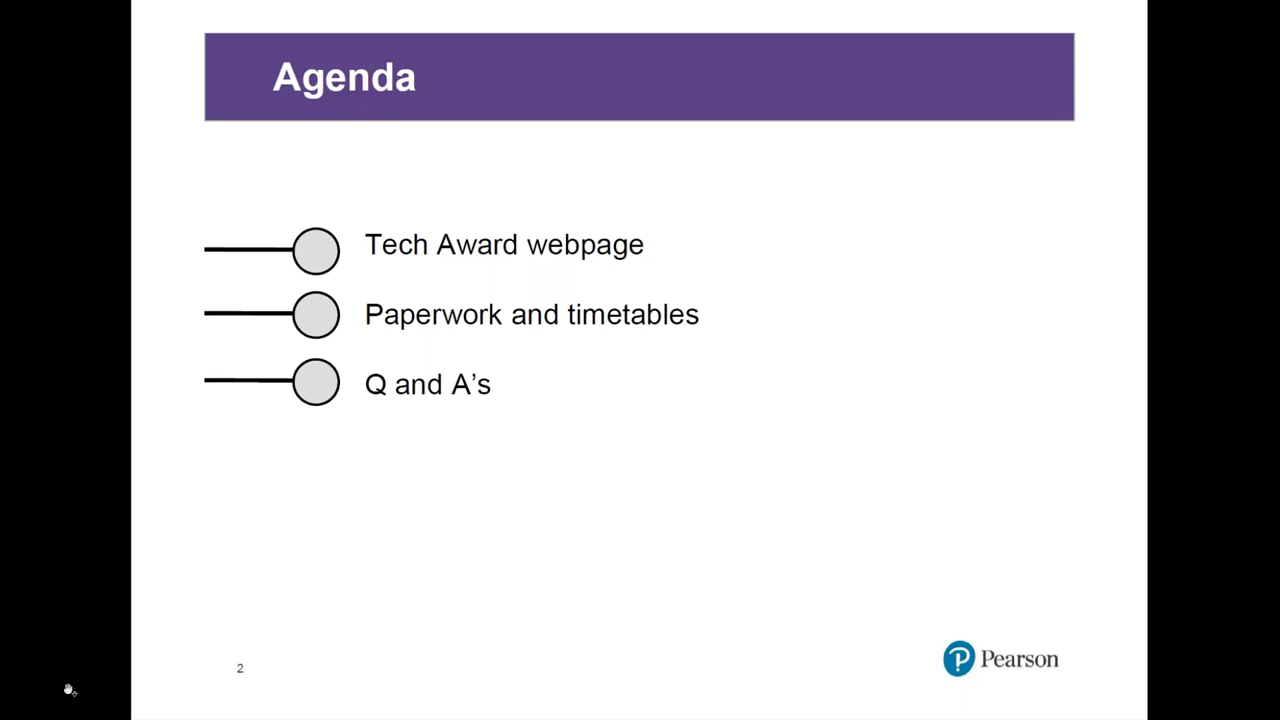 Agenda
Tech Award webpage
Paperwork and timetables
Q and A’s
2
Pearson